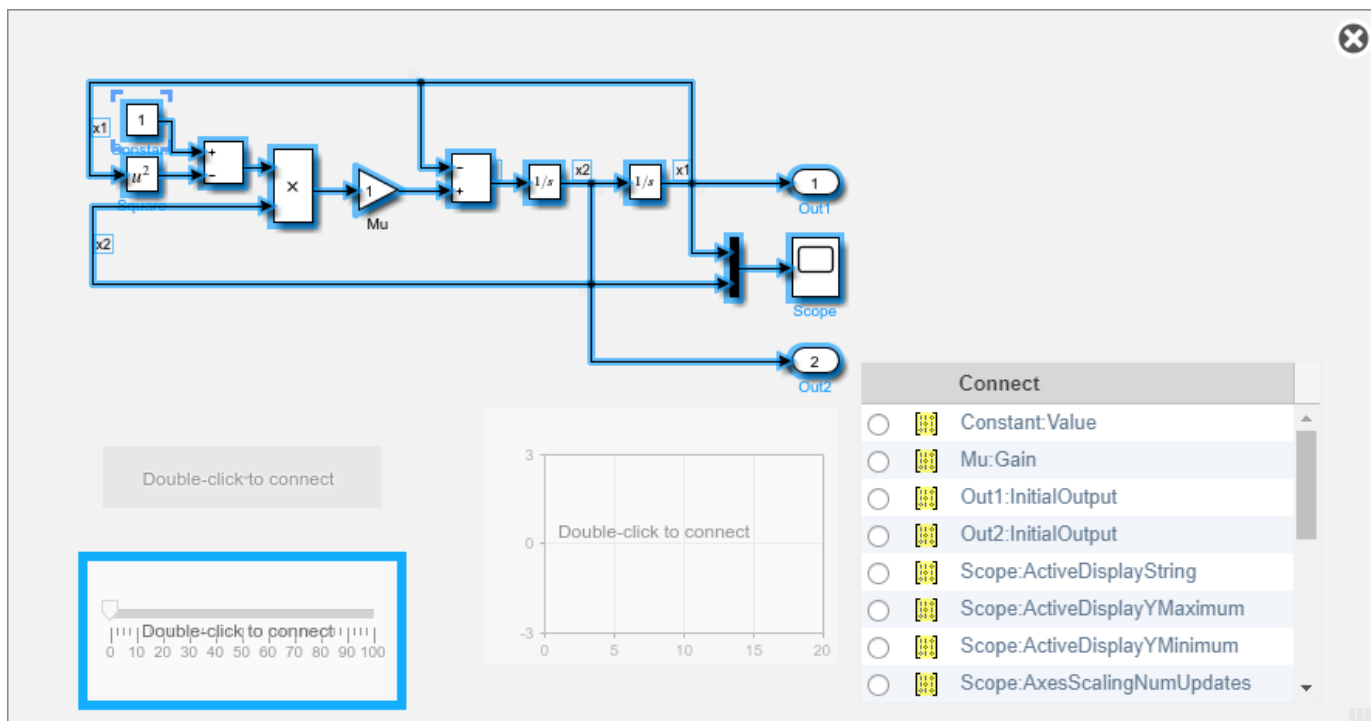 x1
1
Constant
u²
Square
+
−
×
1
Mu
−
+
1/s
x2
1/s
x1
1
Out1
x2
Scope
2
Out2
Connect
Constant:Value
Mu:Gain
Out1:InitialOutput
Out2:InitialOutput
Scope:ActiveDisplayString
Scope:ActiveDisplayYMaximum
Scope:ActiveDisplayYMinimum
Scope:AxesScalingNumUpdates
Double-click to connect
3
0
-3
Double-click to connect
0 5 10 15 20
Double-click to connect
0 10 20 30 40 50 60 70 80 90 100